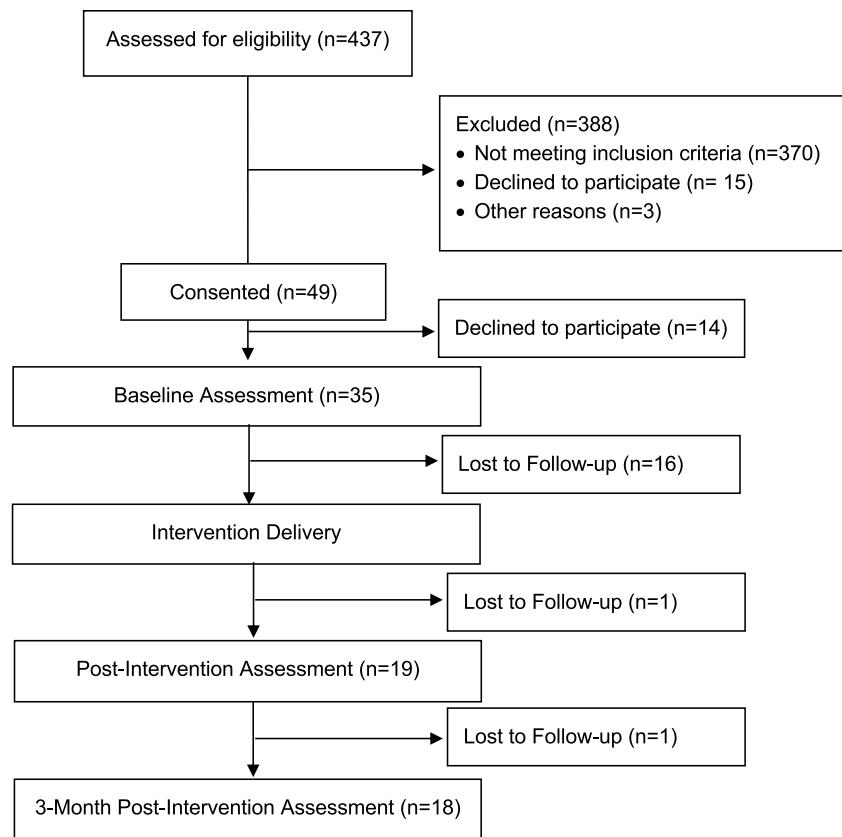 Assessed for eligibility (n=437)
Excluded (n=388)
• Not meeting inclusion criteria (n=370)
• Declined to participate (n= 15)
• Other reasons (n=3)
Consented (n=49)
Declined to participate (n=14)
Baseline Assessment (n=35)
Lost to Follow-up (n=16)
Intervention Delivery
Lost to Follow-up (n=1)
Post-Intervention Assessment (n=19)
Lost to Follow-up (n=1)
3-Month Post-Intervention Assessment (n=18)